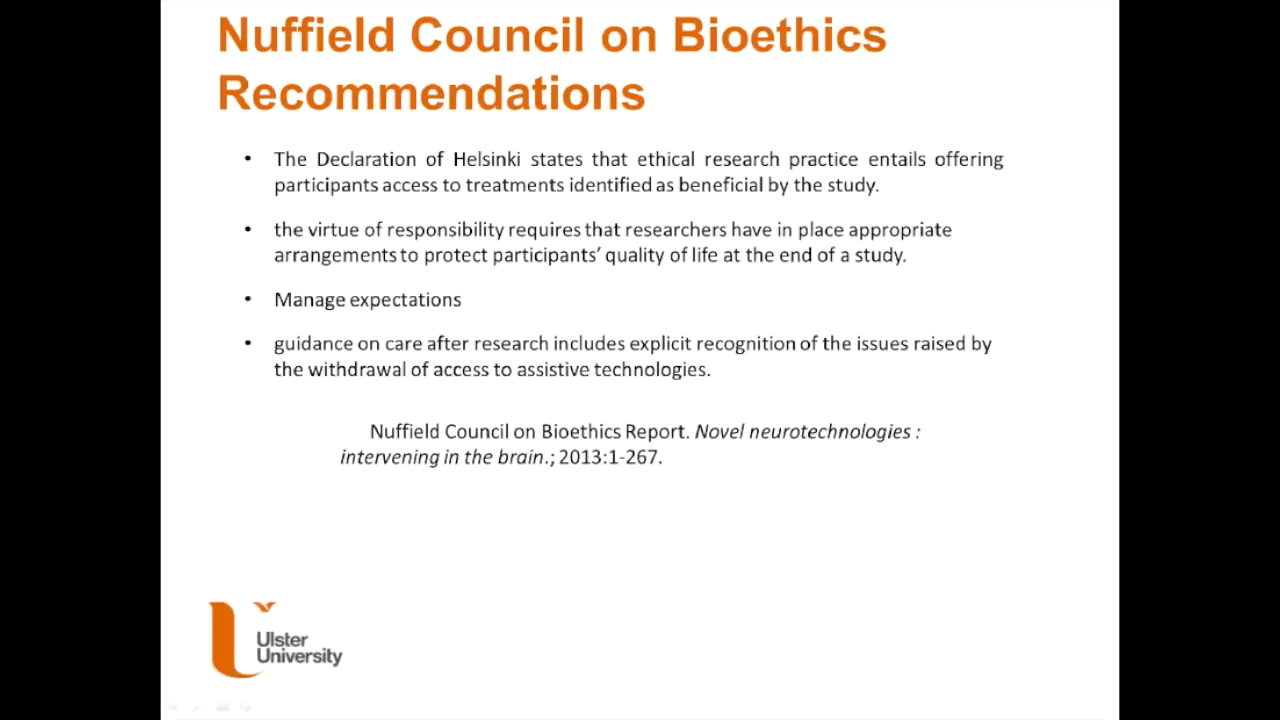 Nuffield Council on Bioethics
Recommendations
• The Declaration of Helsinki states that ethical research practice entails offering
participants access to treatments identified as beneficial by the study.
• the virtue of responsibility requires that researchers have in place appropriate
arrangements to protect participants’ quality of life at the end of a study.
• Manage expectations
• guidance on care after research includes explicit recognition of the issues raised by
the withdrawal of access to assistive technologies.
Nuffield Council on Bioethics Report. Novel neurotechnologies :
intervening in the brain.; 2013:1-267.
Ulster
University